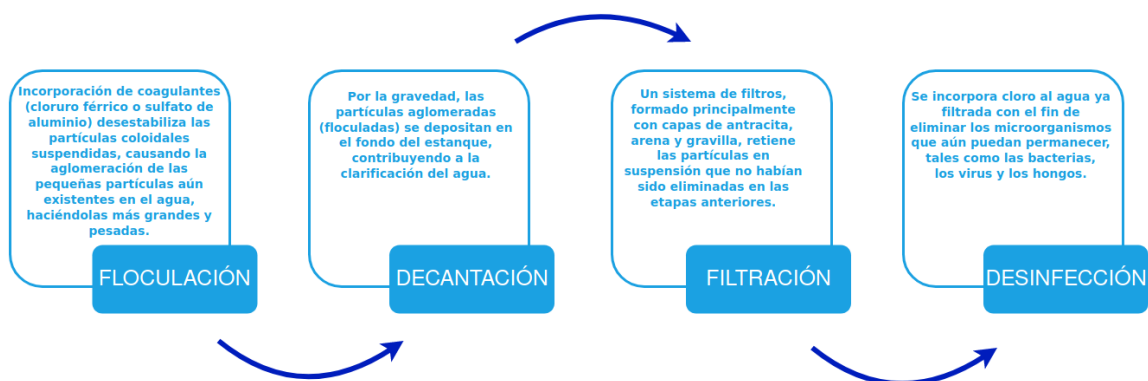 Incorporación de coagulantes
(cloruro férrico o sulfato de
aluminio) desestabiliza las
partículas coloidales
suspendidas, causando la
aglomeración de las
pequeñas partículas aún
existentes en el agua,
haciéndolas más grandes y
pesadas.
FLOCULACIÓN
Por la gravedad, las
partículas aglomeradas
(floculadas) se depositan en
el fondo del estanque,
contribuyendo a la
clarificación del agua.
DECANTACIÓN
Un sistema de filtros,
formado principalmente
con capas de antracita,
arena y gravilla, retiene
las partículas en
suspensión que no habían
sido eliminadas en las
etapas anteriores.
FILTRACIÓN
Se incorpora cloro al agua ya
filtrada con el fin de
eliminar los microorganismos
que aún puedan permanecer,
tales como las bacterias,
los virus y los hongos.
DESINFECCIÓN